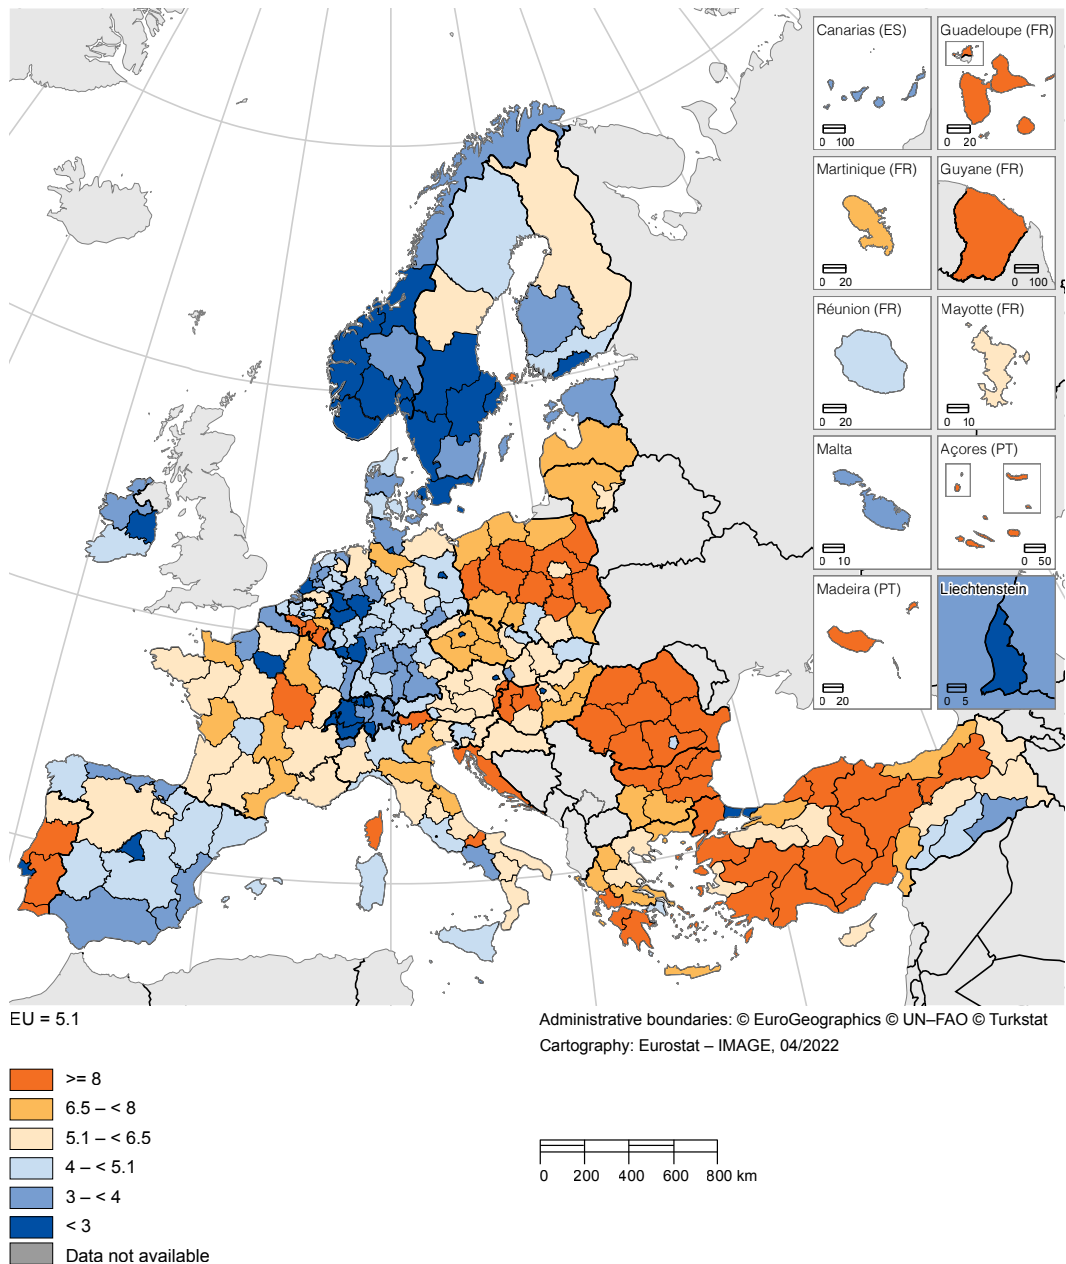 Canarias (ES)
0 100
Guadeloupe (FR)
0 20
Martinique (FR)
0 20
Guyane (FR)
0 100
Réunion (FR)
0 20
Mayotte (FR)
0 10
Malta
0 10
Açores (PT)
0 50
Madeira (PT)
0 20
Liechtenstein
0 5
EU = 5.1
Administrative boundaries: © EuroGeographics © UN–FAO © Turkstat
Cartography: Eurostat – IMAGE, 04/2022
>= 8
6.5 – < 8
5.1 – < 6.5
4 – < 5.1
3 – < 4
< 3
Data not available
0 200 400 600 800 km